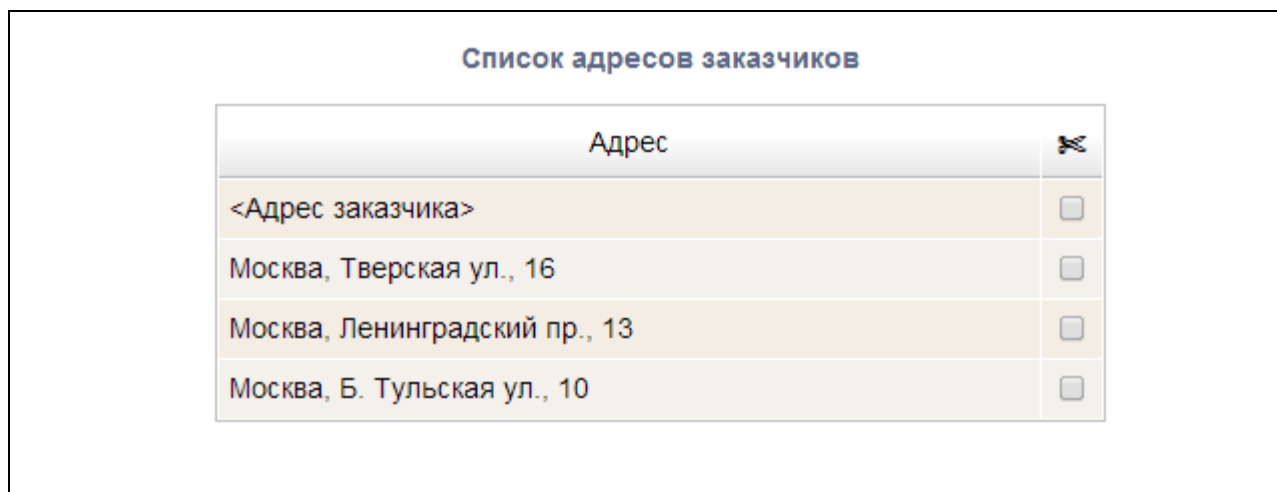 Список адресов заказчиков
Адрес
<Адрес заказчика>
Москва, Тверская ул., 16
Москва, Ленинградский пр., 13
Москва, Б. Тульская ул., 10